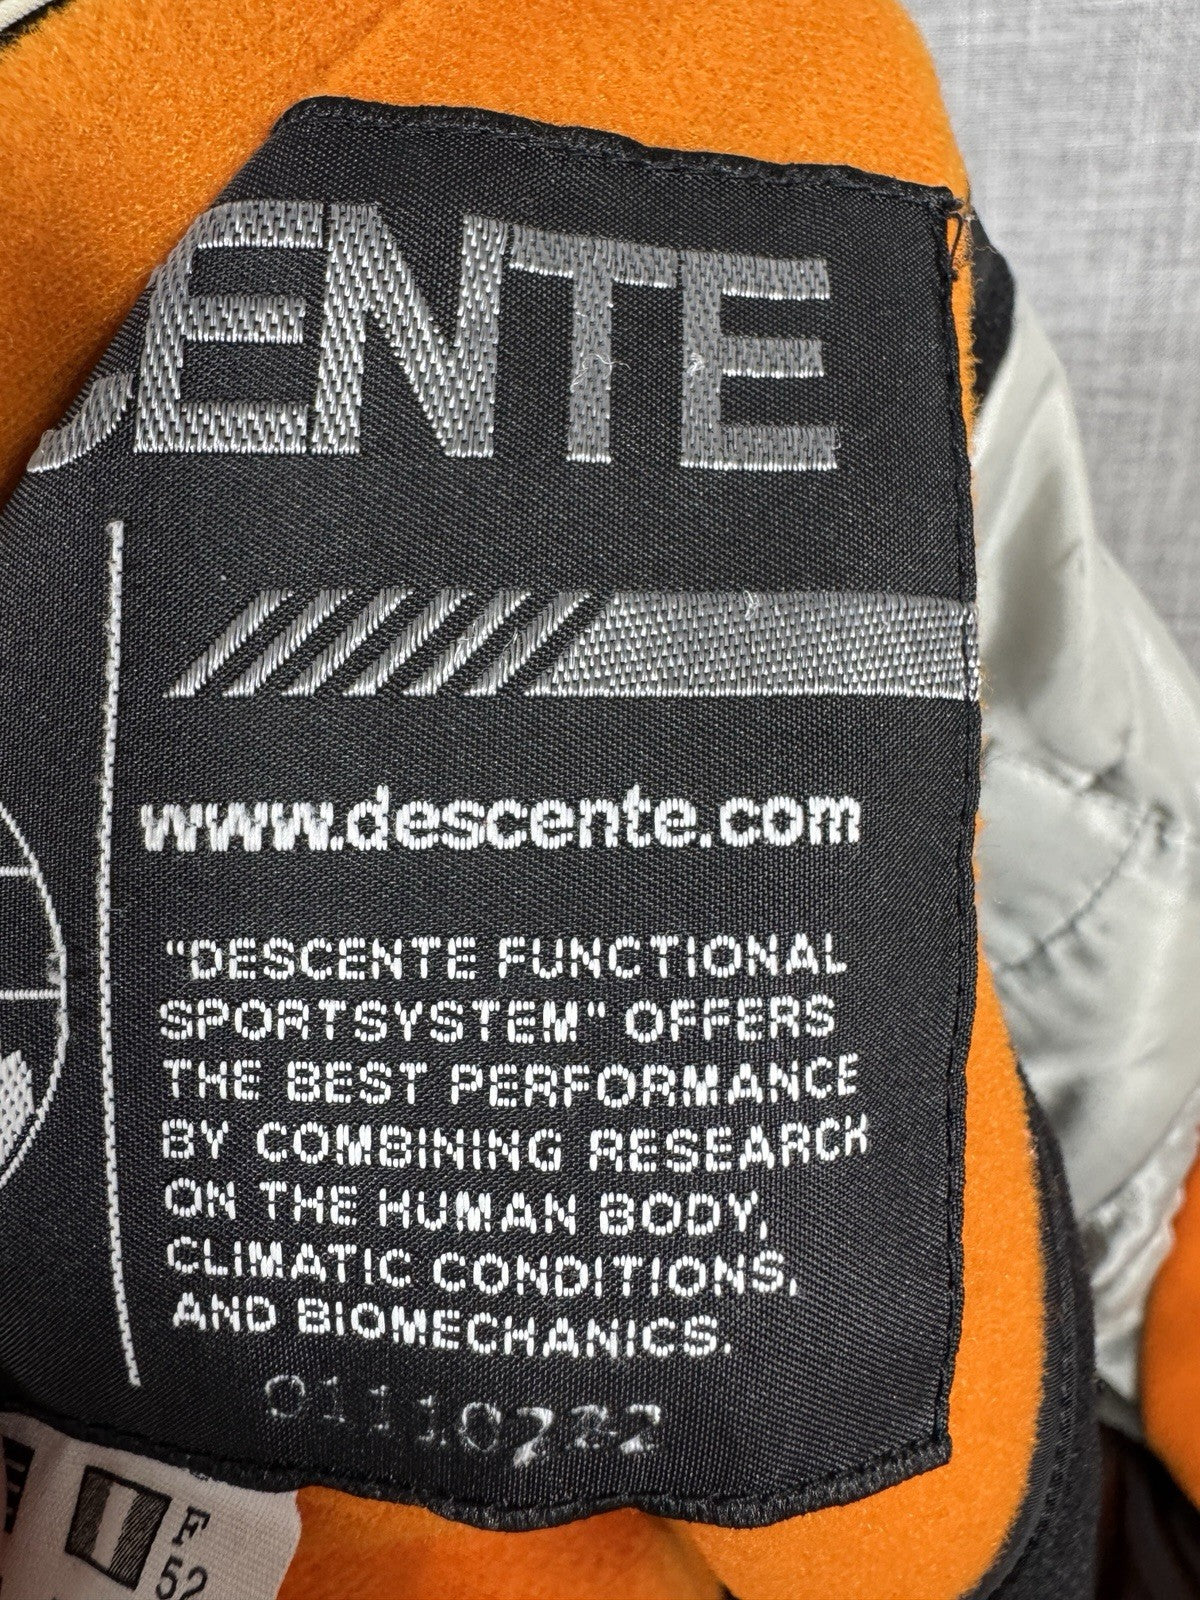 CENTE
www.descente.com
"DESCENTE FUNCTIONAL
SPORTSYSTEM" OFFERS
THE BEST PERFORMANCE
BY COMBINING RESEARCH
ON THE HUMAN BODY,
CLIMATIC CONDITIONS,
AND BIOMECHANICS.
F
52